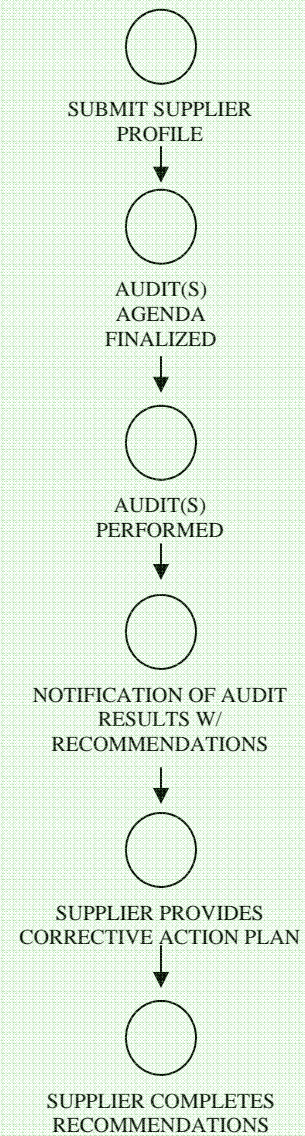 SUBMIT SUPPLIER
PROFILE
AUDIT(S)
AGENDA
FINALIZED
AUDIT(S)
PERFORMED
NOTIFICATION OF AUDIT
RESULTS W/
RECOMMENDATIONS
SUPPLIER PROVIDES
CORRECTIVE ACTION PLAN
SUPPLIER COMPLETES
RECOMMENDATIONS